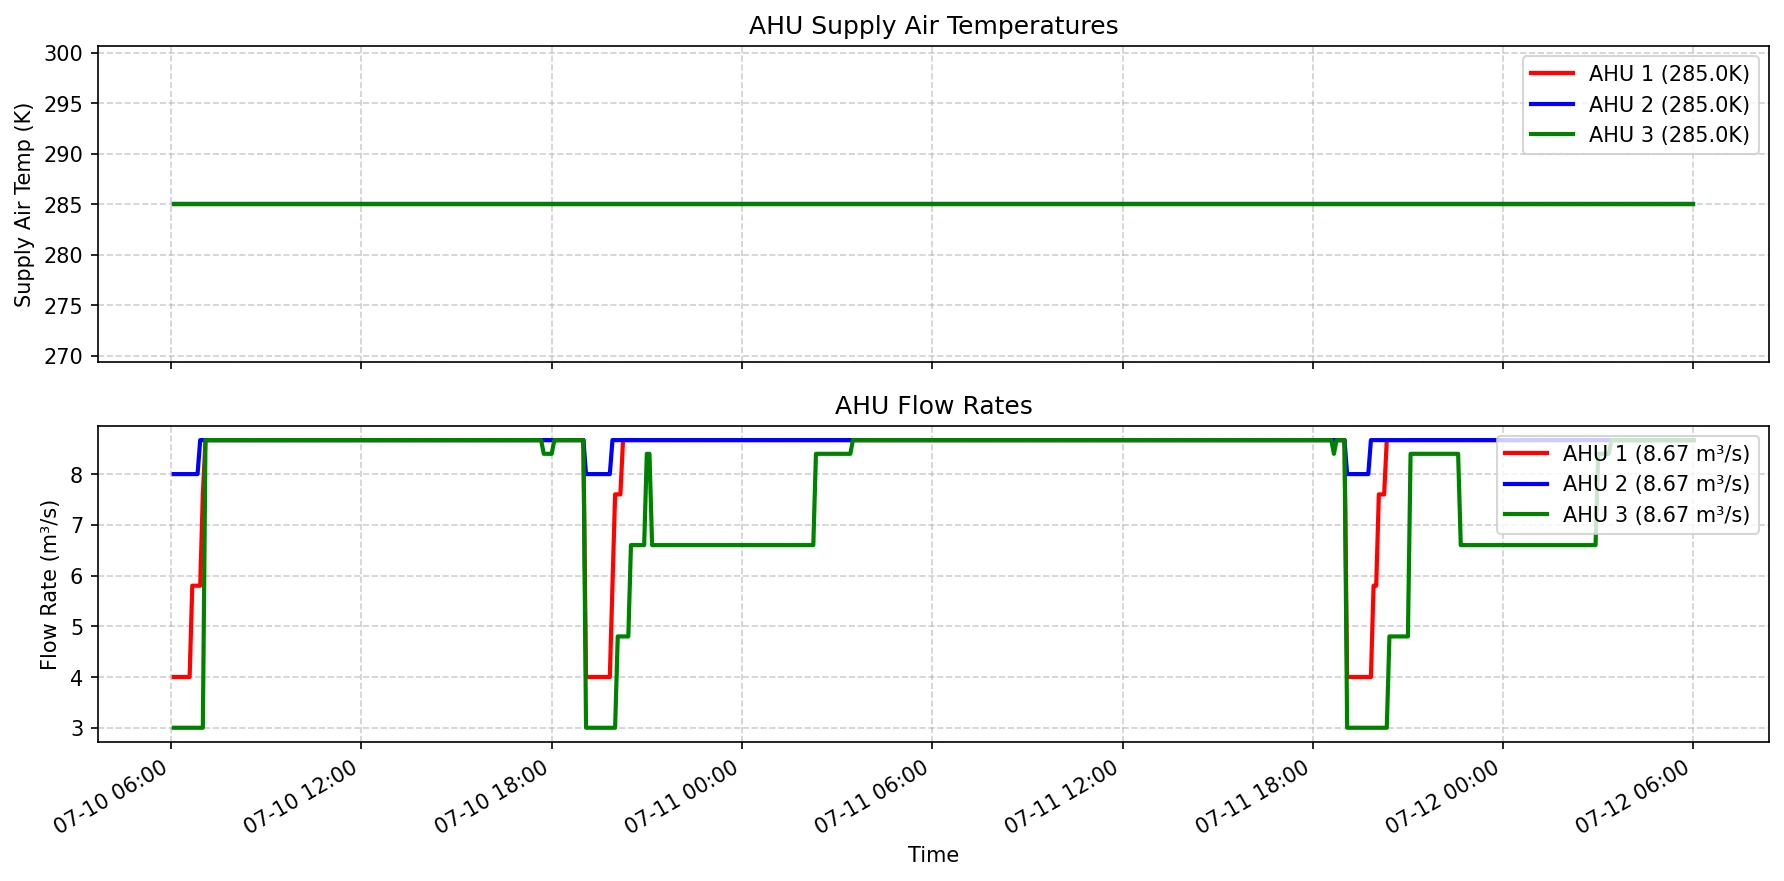 AHU Supply Air Temperatures
Supply Air Temp (K)
300
295
290
285
280
275
270
AHU 1 (285.0K)
AHU 2 (285.0K)
AHU 3 (285.0K)
AHU Flow Rates
Flow Rate (m³/s)
8
7
6
5
4
3
AHU 1 (8.67 m³/s)
AHU 2 (8.67 m³/s)
AHU 3 (8.67 m³/s)
07-10 06:00
07-10 12:00
07-10 18:00
07-11 00:00
07-11 06:00
07-11 12:00
07-11 18:00
07-12 00:00
07-12 06:00
Time